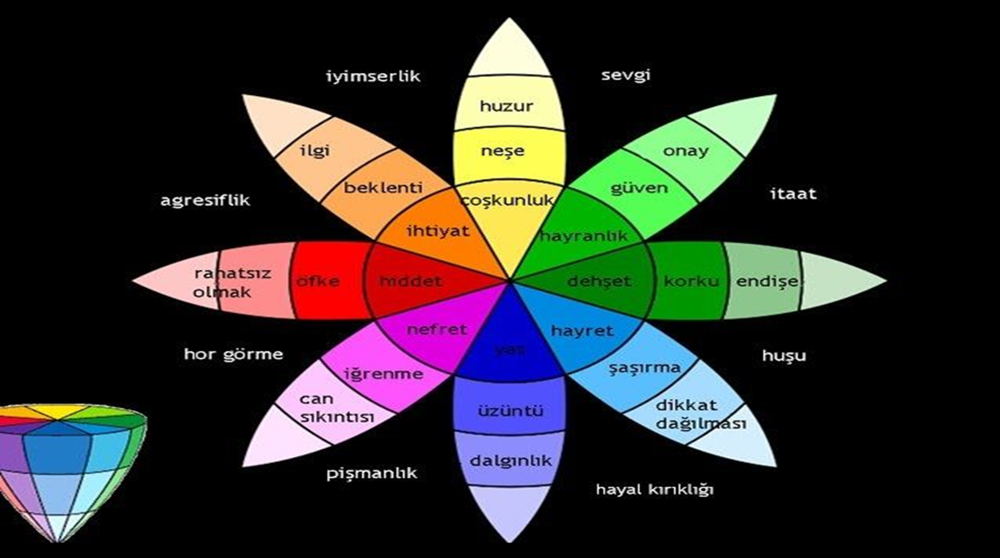 iyimserlik
sevgi
huzur
ilgi
neşe
onay
beklenti
güven
agresiflik
coşkunluk
itaat
ihtiyat
hayranlık
rahatsız
olmak
öfke
hiddet
dehşet
korku
endişe
nefret
hayret
yas
hor görme
huşu
iğrenme
şaşırma
can
sıkıntısı
üzüntü
dikkat
dağılması
dalgınlık
pişmanlık
hayal kırıklığı